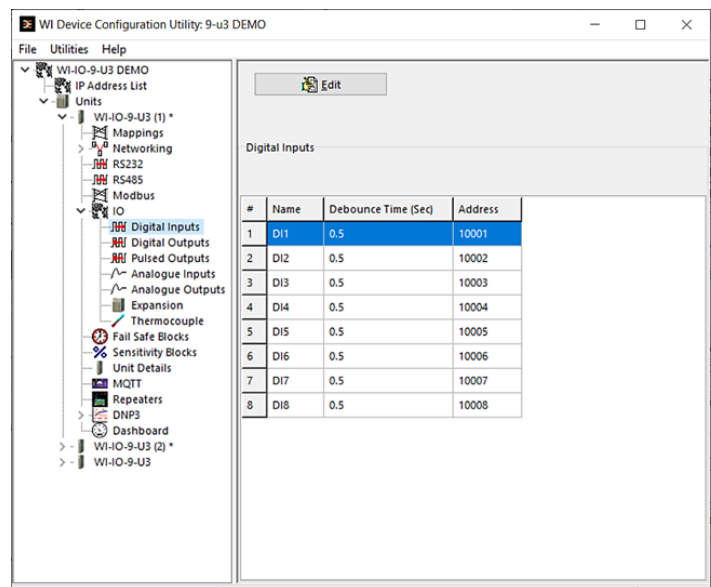 WI Device Configuration Utility: 9-u3 DEMO
File Utilities Help
WI-IO-9-U3 DEMO
IP Address List
Units
WI-IO-9-U3 (1) *
Mappings
Networking
RS232
RS485
Modbus
IO
Digital Inputs
Digital Outputs
Pulsed Outputs
Analogue Inputs
Analogue Outputs
Expansion
Thermocouple
Fail Safe Blocks
Sensitivity Blocks
Unit Details
MQTT
Repeaters
DNP3
Dashboard
WI-IO-9-U3 (2) *
WI-IO-9-U3
Edit
Digital Inputs
# Name Debounce Time (Sec) Address
1 DI1 0.5 10001
2 DI2 0.5 10002
3 DI3 0.5 10003
4 DI4 0.5 10004
5 DI5 0.5 10005
6 DI6 0.5 10006
7 DI7 0.5 10007
8 DI8 0.5 10008